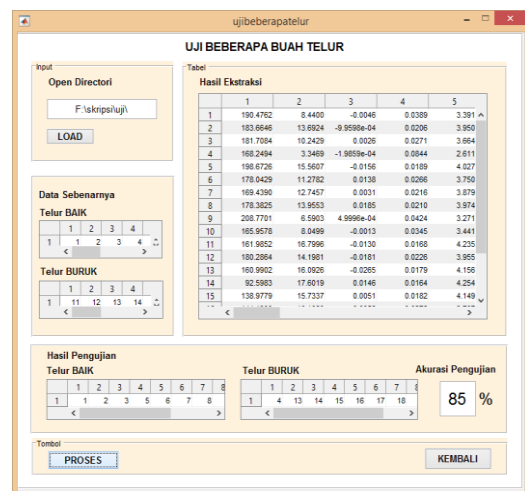 ujibeberapatelur
UJI BEBERAPA BUAH TELUR
Input
Open Directori
F:\skripsi\uji\
LOAD
Data Sebenarnya
Telur BAIK
1 2 3 4
1 1 2 3 4
Telur BURUK
1 2 3 4
1 11 12 13 14
Tabel
Hasil Ekstraksi
1 2 3 4 5
1 190.4762 8.4400 -0.0046 0.0389 3.391
2 183.6646 13.6924 -9.9598e-04 0.0206 3.950
3 181.7084 10.2429 0.0026 0.0271 3.664
4 168.2494 3.3469 -1.9859e-04 0.0844 2.611
5 198.6726 15.5607 -0.0156 0.0189 4.027
6 178.0429 11.2782 0.0138 0.0266 3.750
7 169.4390 12.7457 0.0031 0.0216 3.879
8 178.3825 13.9553 0.0185 0.0210 3.974
9 208.7701 6.5903 4.9996e-04 0.0424 3.271
10 165.9578 8.0499 -0.0013 0.0345 3.441
11 161.9852 16.7996 -0.0130 0.0168 4.235
12 180.2864 14.1981 -0.0181 0.0226 3.955
13 160.9902 16.0926 -0.0265 0.0179 4.156
14 92.5983 17.6019 0.0146 0.0164 4.254
15 138.9779 15.7337 0.0051 0.0182 4.149
Hasil Pengujian
Telur BAIK
1 2 3 4 5 6 7 8
1 1 2 3 5 6 7 8
Telur BURUK
1 2 3 4 5 6 7 8
1 4 13 14 15 16 17 18
Akurasi Pengujian
85 %
Tombol
PROSES
KEMBALI